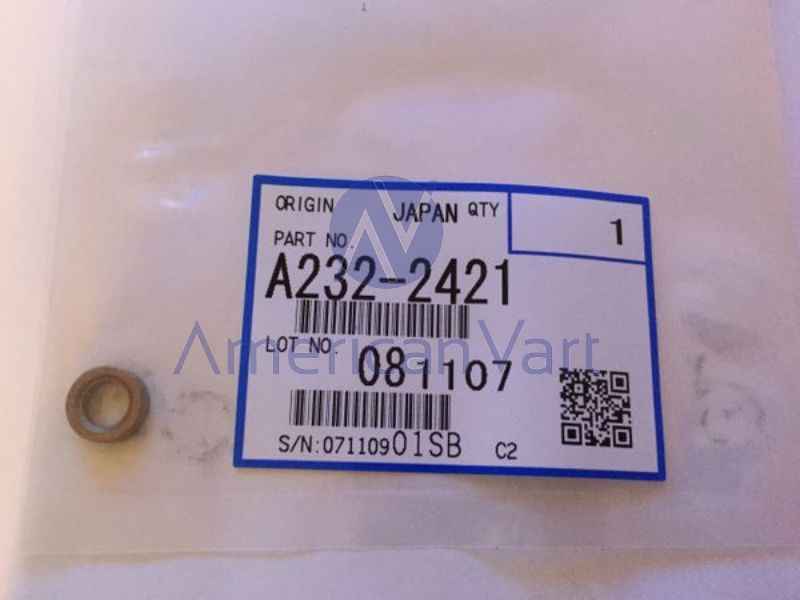 ORIGIN JAPAN QTY 1
PART NO.
A232-2421
LOT NO.
081107
S/N:07110901SB C2
American Vart